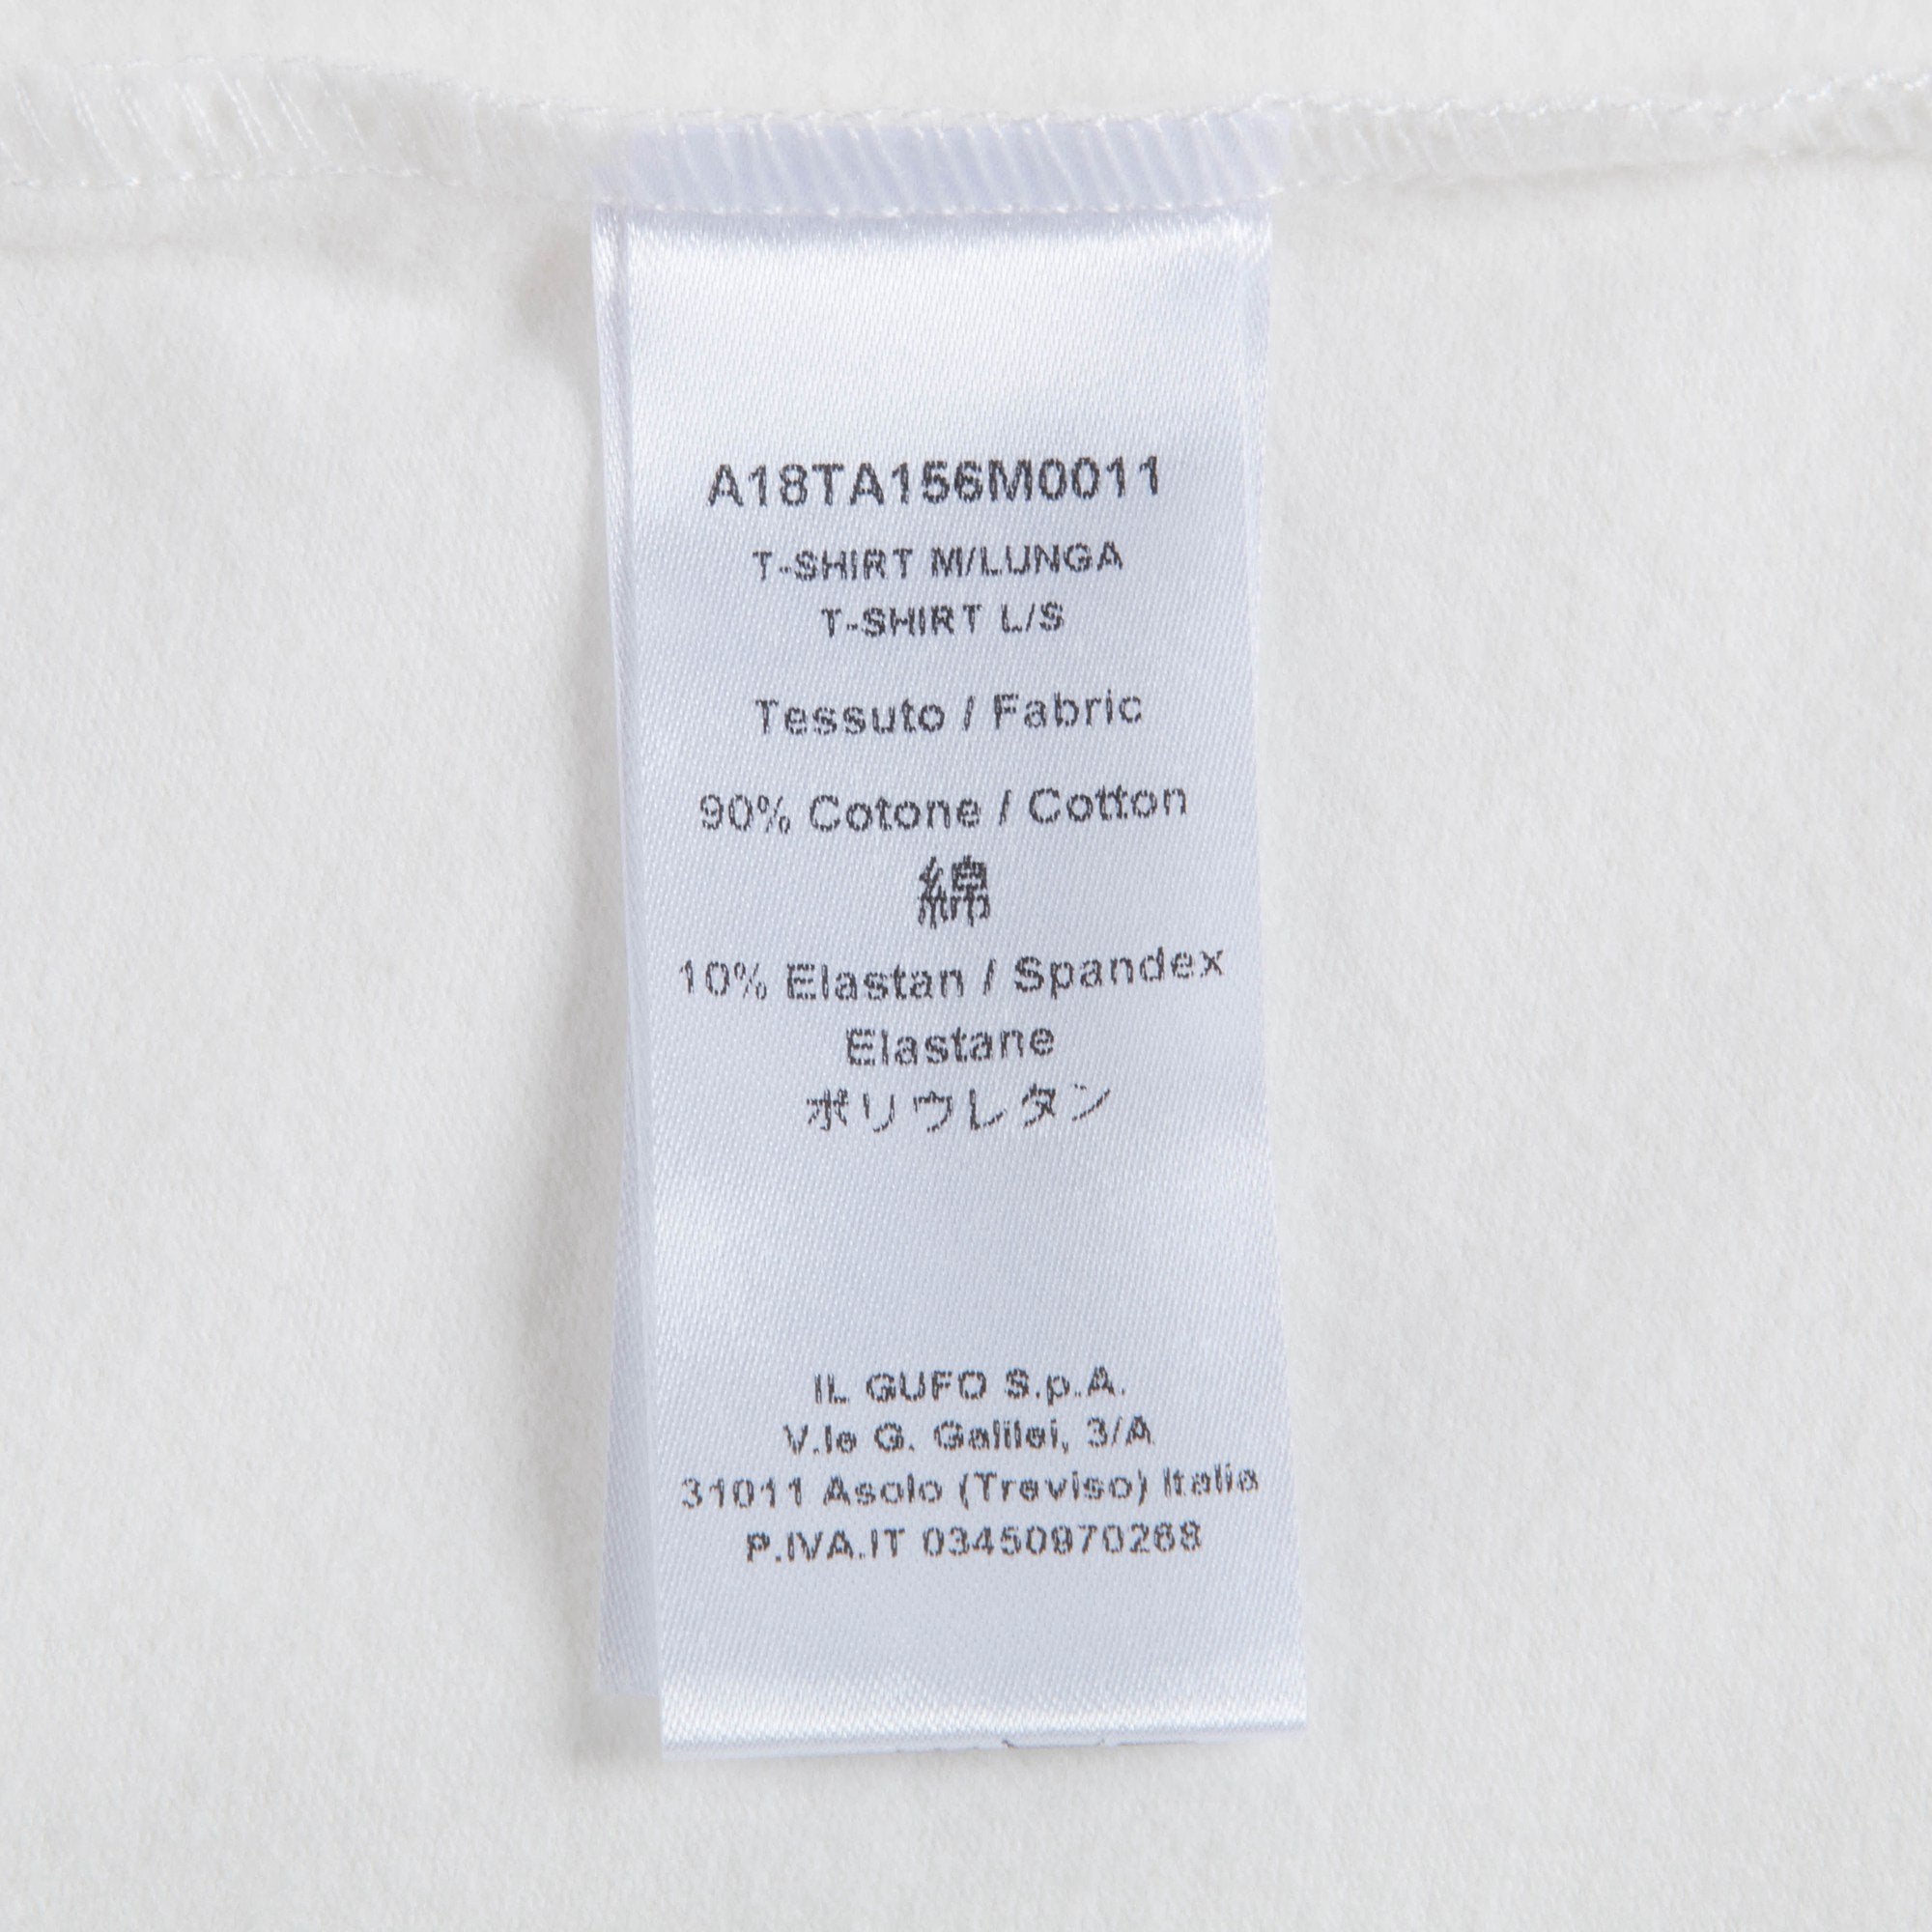 A18TA156M0011
T-SHIRT M/LUNGA
T-SHIRT L/S
Tessuto / Fabric
90% Cotone / Cotton
綿
10% Elastan / Spandex
Elastane
ポリウレタン
IL GUFO S.p.A.
V.le G. Galilei, 3/A
31011 Asolo (Treviso) Italia
P.IVA.IT 03450970268